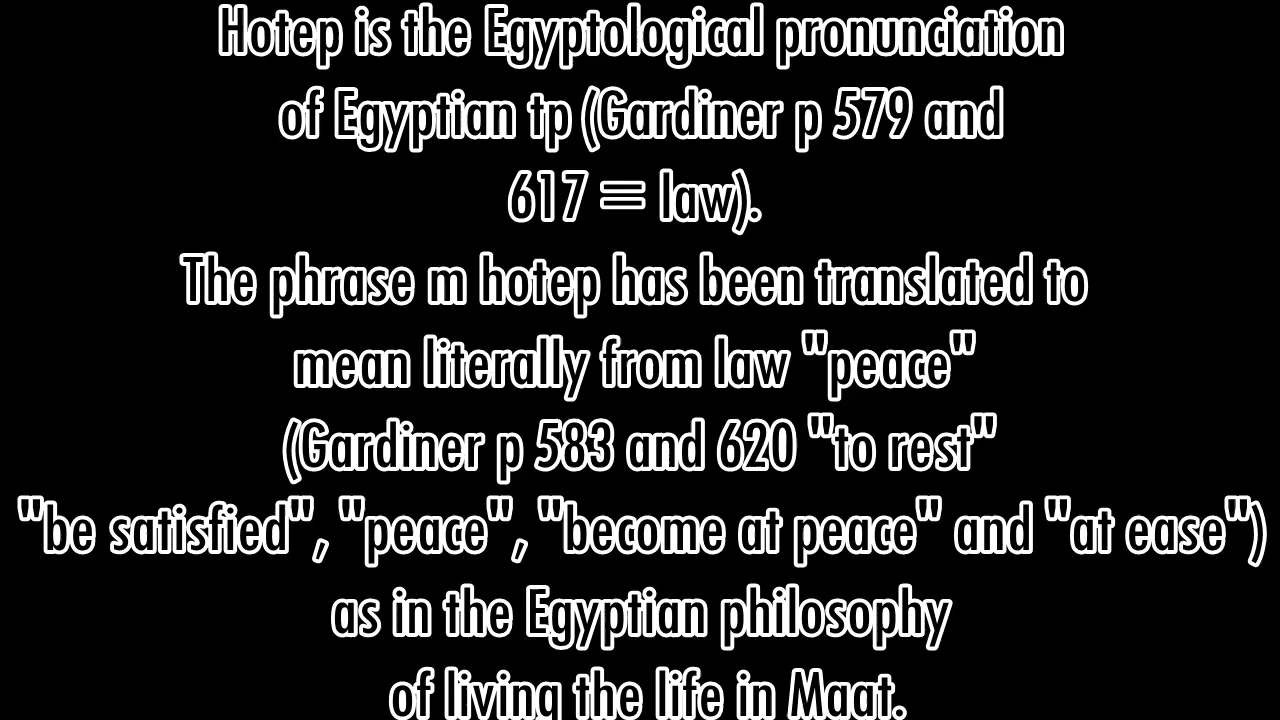 Hotep is the Egyptological pronunciation
of Egyptian tp (Gardiner p 579 and
617 = law).
The phrase m hotep has been translated to
mean literally from law "peace"
(Gardiner p 583 and 620 "to rest"
"be satisfied", "peace", "become at peace" and "at ease")
as in the Egyptian philosophy
of living the life in Maat.